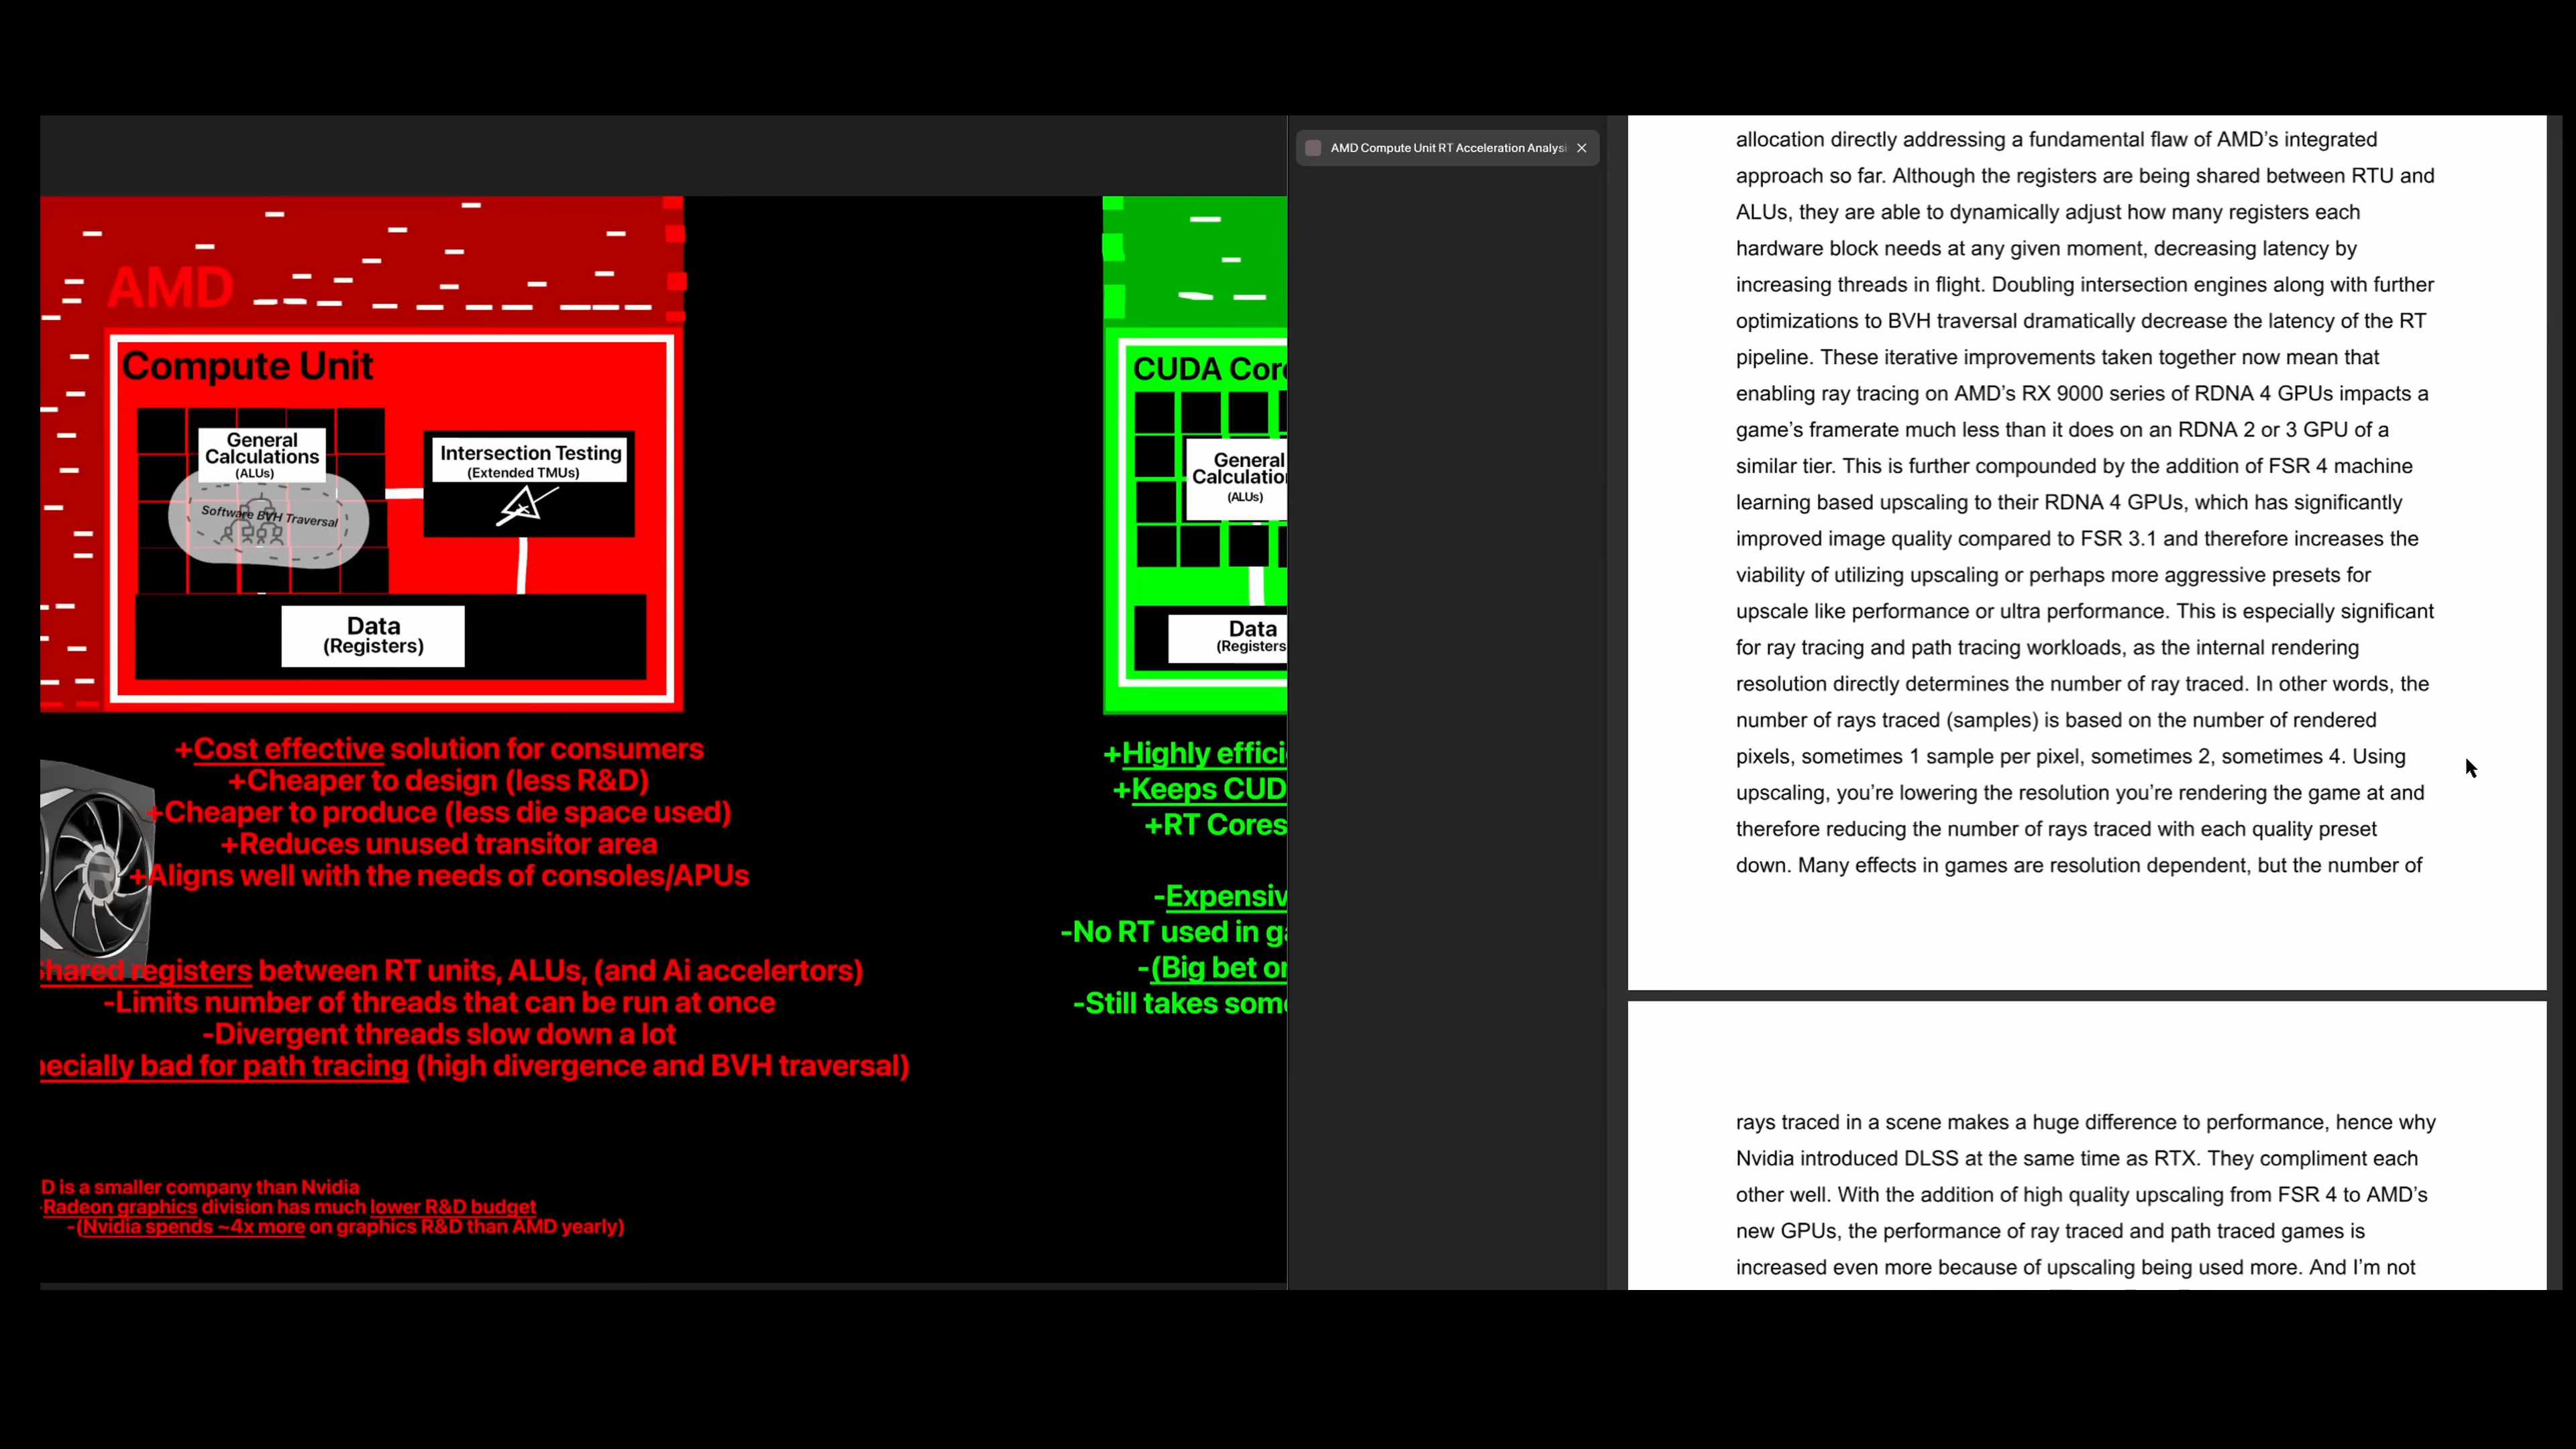 AMD
Compute Unit
General
Calculations
(ALUs)
Software BVH Traversal
Intersection Testing
(Extended TMUs)
Data
(Registers)
+Cost effective solution for consumers
+Cheaper to design (less R&D)
+Cheaper to produce (less die space used)
+Reduces unused transitor area
+Aligns well with the needs of consoles/APUs
Shared registers between RT units, ALUs, (and Ai accelertors)
-Limits number of threads that can be run at once
-Divergent threads slow down a lot
pecially bad for path tracing (high divergence and BVH traversal)
D is a smaller company than Nvidia
-Radeon graphics division has much lower R&D budget
-(Nvidia spends ~4x more on graphics R&D than AMD yearly)
CUDA Core
General
Calculatio
(ALUs)
Data
(Registers
+Highly effici
+Keeps CUD
+RT Cores
-Expensiv
-No RT used in ga
-(Big bet on
-Still takes some
AMD Compute Unit RT Acceleration Analysi
allocation directly addressing a fundamental flaw of AMD’s integrated
approach so far. Although the registers are being shared between RTU and
ALUs, they are able to dynamically adjust how many registers each
hardware block needs at any given moment, decreasing latency by
increasing threads in flight. Doubling intersection engines along with further
optimizations to BVH traversal dramatically decrease the latency of the RT
pipeline. These iterative improvements taken together now mean that
enabling ray tracing on AMD’s RX 9000 series of RDNA 4 GPUs impacts a
game’s framerate much less than it does on an RDNA 2 or 3 GPU of a
similar tier. This is further compounded by the addition of FSR 4 machine
learning based upscaling to their RDNA 4 GPUs, which has significantly
improved image quality compared to FSR 3.1 and therefore increases the
viability of utilizing upscaling or perhaps more aggressive presets for
upscale like performance or ultra performance. This is especially significant
for ray tracing and path tracing workloads, as the internal rendering
resolution directly determines the number of ray traced. In other words, the
number of rays traced (samples) is based on the number of rendered
pixels, sometimes 1 sample per pixel, sometimes 2, sometimes 4. Using
upscaling, you’re lowering the resolution you’re rendering the game at and
therefore reducing the number of rays traced with each quality preset
down. Many effects in games are resolution dependent, but the number of
rays traced in a scene makes a huge difference to performance, hence why
Nvidia introduced DLSS at the same time as RTX. They compliment each
other well. With the addition of high quality upscaling from FSR 4 to AMD’s
new GPUs, the performance of ray traced and path traced games is
increased even more because of upscaling being used more. And I’m not